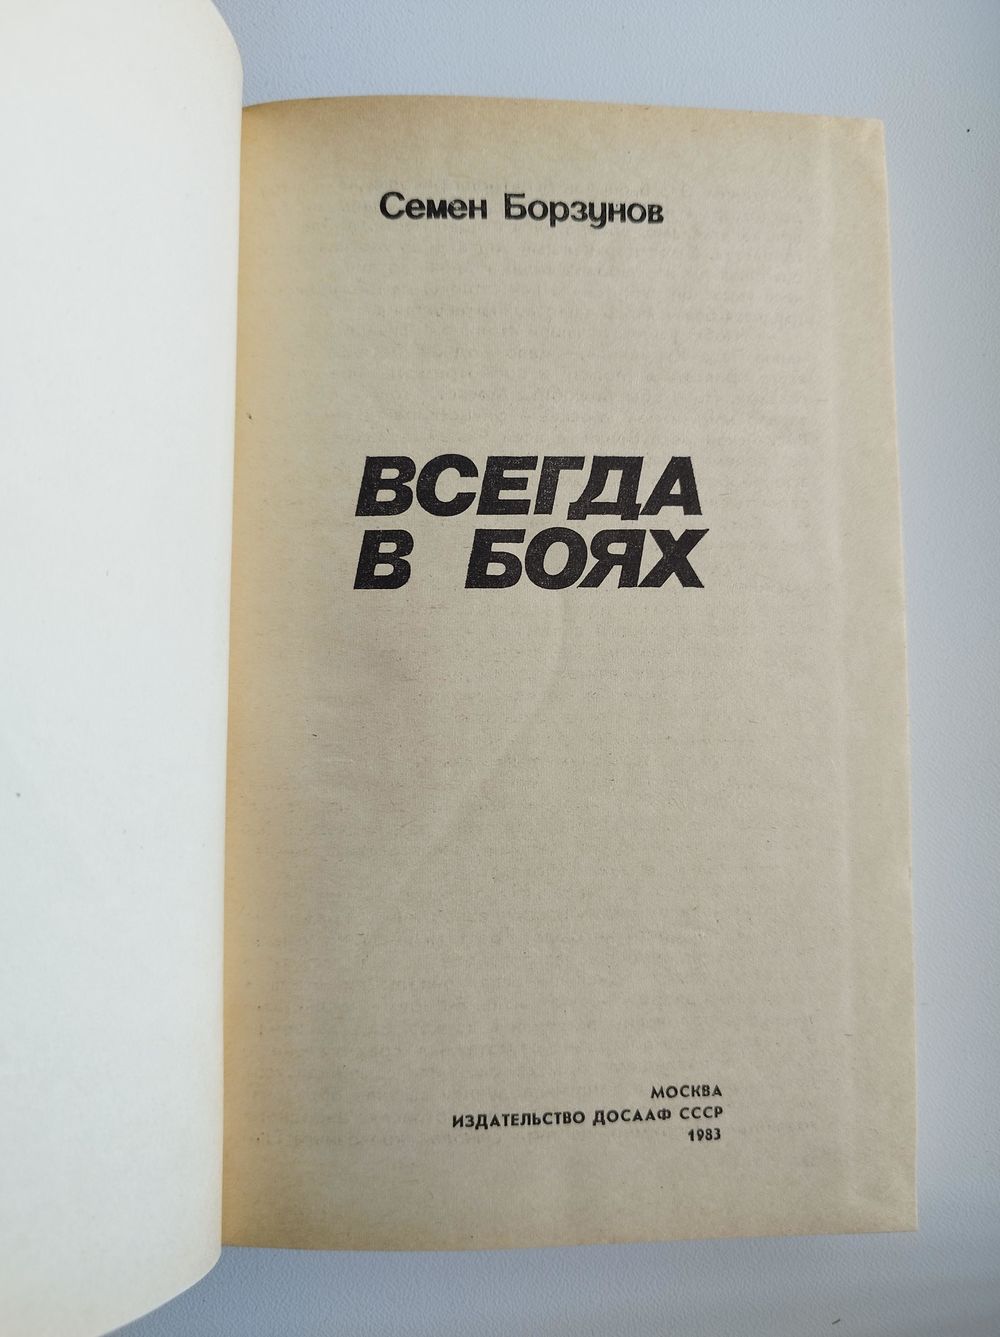 Семен Борзунов
ВСЕГДА
В БОЯХ
МОСКВА
ИЗДАТЕЛЬСТВО ДОСААФ СССР
1983